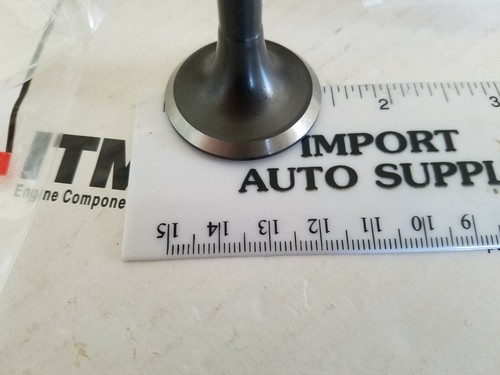 2 3
ITM
Engine Compone
IMPORT
AUTO SUPPL
15 14 13 12 11 10 9